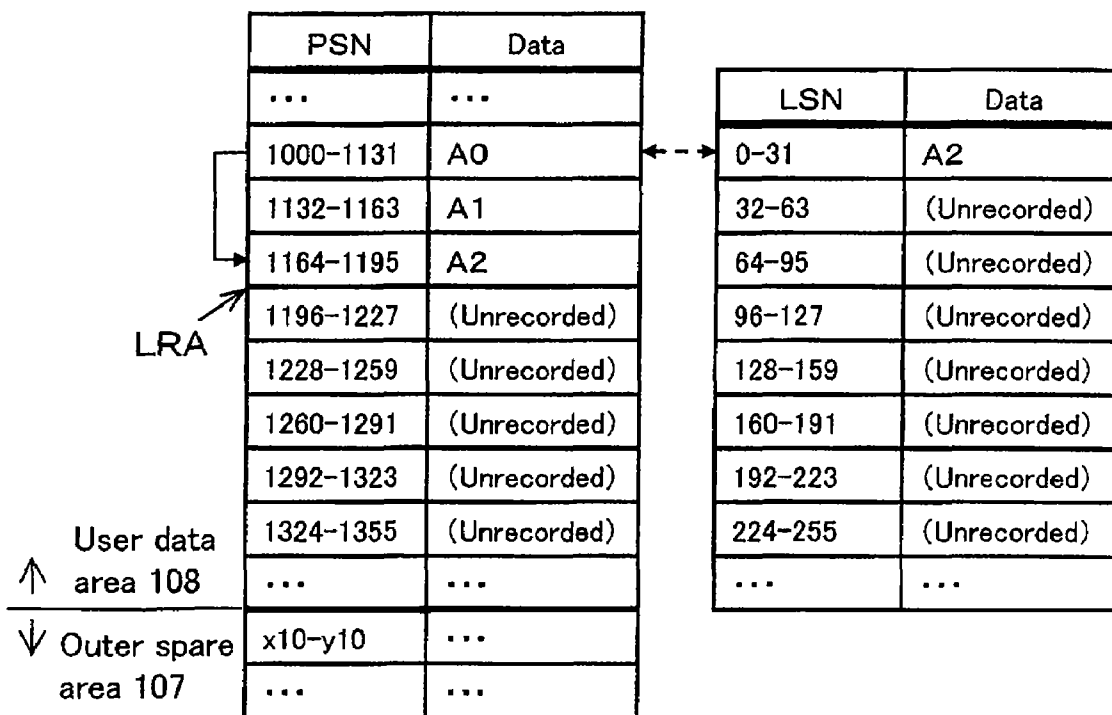 PSN Data
... ...
1000-1131 A0
1132-1163 A1
1164-1195 A2
1196-1227 (Unrecorded)
1228-1259 (Unrecorded)
1260-1291 (Unrecorded)
1292-1323 (Unrecorded)
1324-1355 (Unrecorded)
... ...
x10-y10 ...
... ...
LRA
User data
area 108
Outer spare
area 107
LSN Data
0-31 A2
32-63 (Unrecorded)
64-95 (Unrecorded)
96-127 (Unrecorded)
128-159 (Unrecorded)
160-191 (Unrecorded)
192-223 (Unrecorded)
224-255 (Unrecorded)
... ...